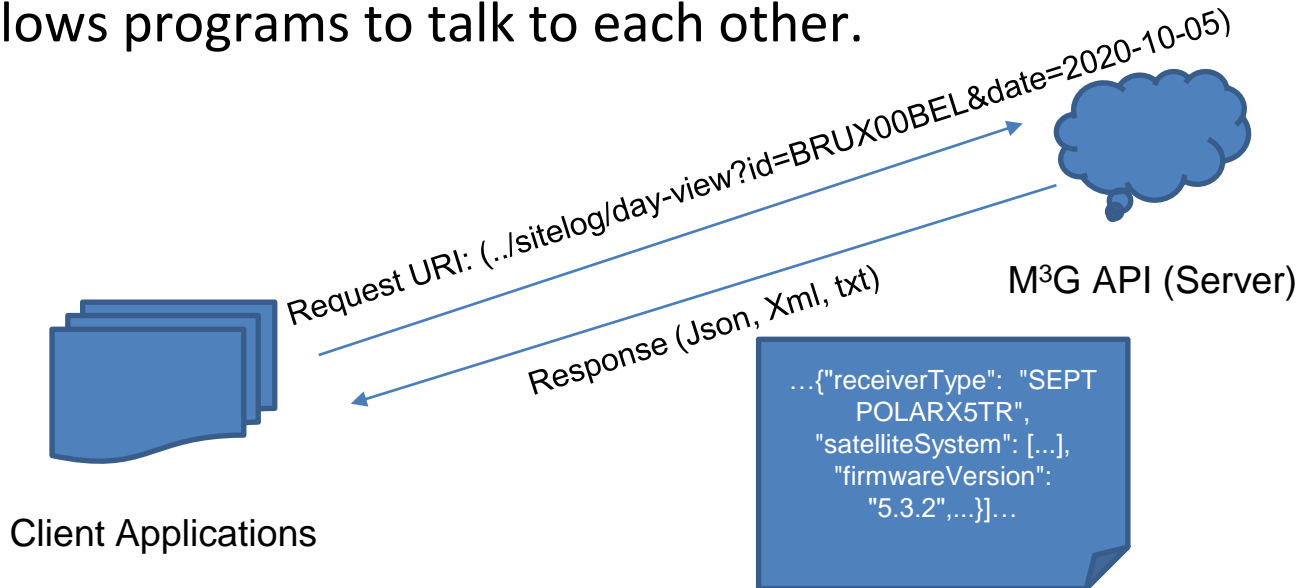 lows programs to talk to each other.
Request URI: (../sitelog/day-view?id=BRUX00BEL&date=2020-10-05)
Response (Json, Xml, txt)
M³G API (Server)
…{"receiverType": "SEPT
POLARX5TR",
"satelliteSystem": [...],
"firmwareVersion":
"5.3.2",...}]…
Client Applications